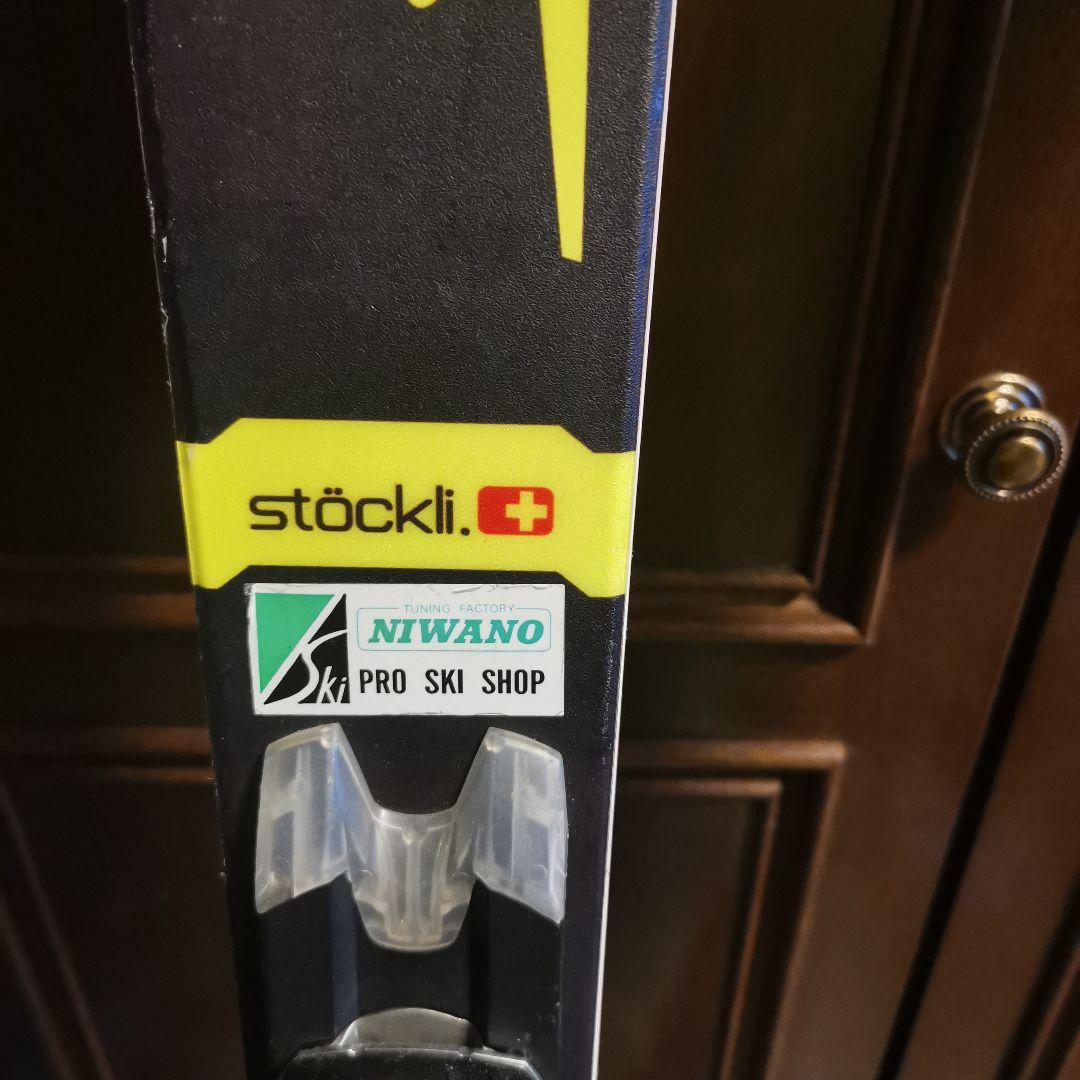 stöckli.
TUNING FACTORY
NIWANO
Ski
PRO SKI SHOP